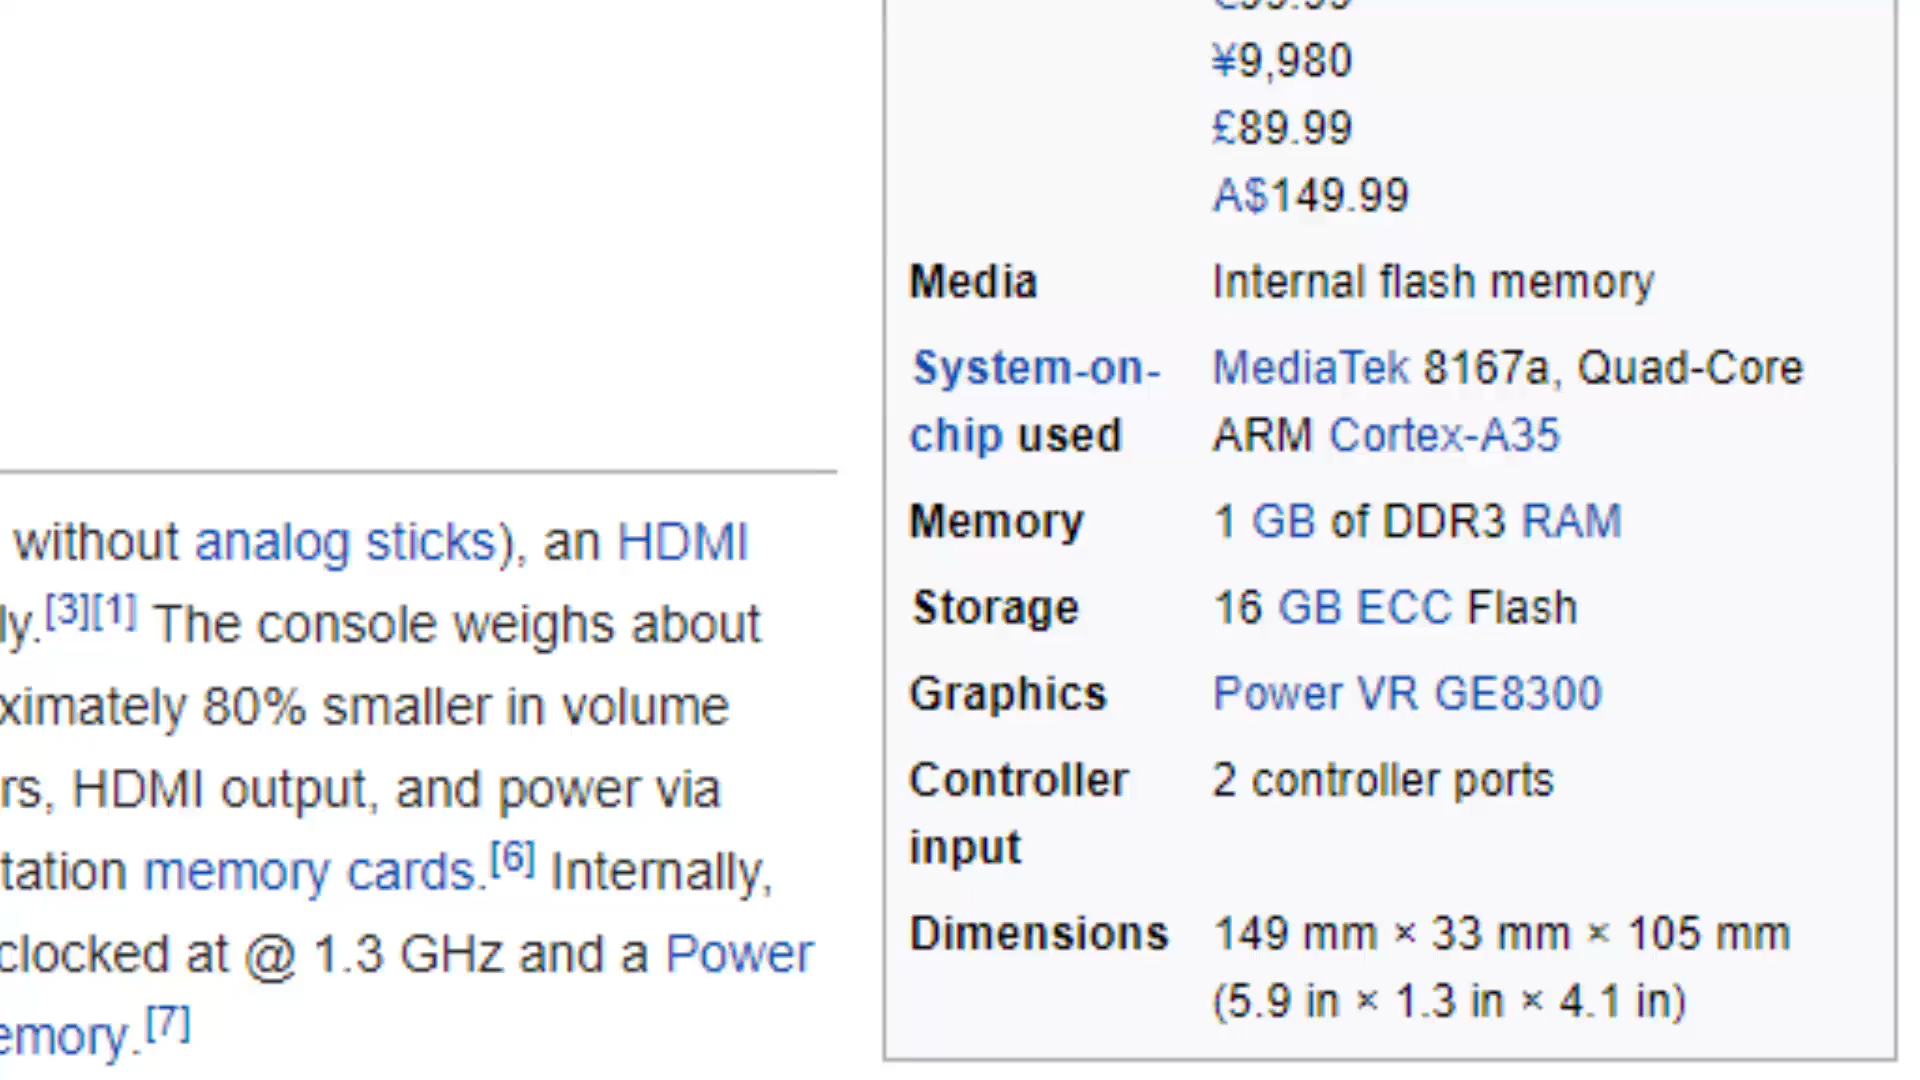 without analog sticks), an HDMI
ly.[3][1] The console weighs about
ximately 80% smaller in volume
rs, HDMI output, and power via
tation memory cards.[6] Internally,
clocked at @ 1.3 GHz and a Power
emory.[7]
¥9,980
£89.99
A$149.99
Media Internal flash memory
System-on- MediaTek 8167a, Quad-Core
chip used ARM Cortex-A35
Memory 1 GB of DDR3 RAM
Storage 16 GB ECC Flash
Graphics Power VR GE8300
Controller 2 controller ports
input
Dimensions 149 mm × 33 mm × 105 mm
(5.9 in × 1.3 in × 4.1 in)